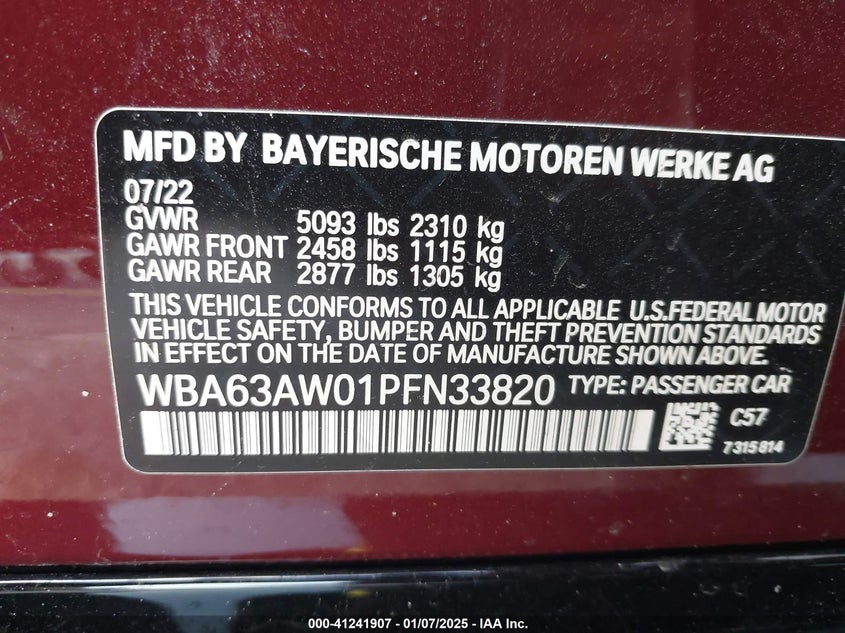 MFD BY BAYERISCHE MOTOREN WERKE AG
07/22
GVWR 5093 lbs 2310 kg
GAWR FRONT 2458 lbs 1115 kg
GAWR REAR 2877 lbs 1305 kg
THIS VEHICLE CONFORMS TO ALL APPLICABLE U.S.FEDERAL MOTOR
VEHICLE SAFETY, BUMPER AND THEFT PREVENTION STANDARDS
IN EFFECT ON THE DATE OF MANUFACTURE SHOWN ABOVE.
WBA63AW01PFN33820 TYPE: PASSENGER CAR
C57
7315814
000-41241907 - 01/07/2025 - IAA Inc.